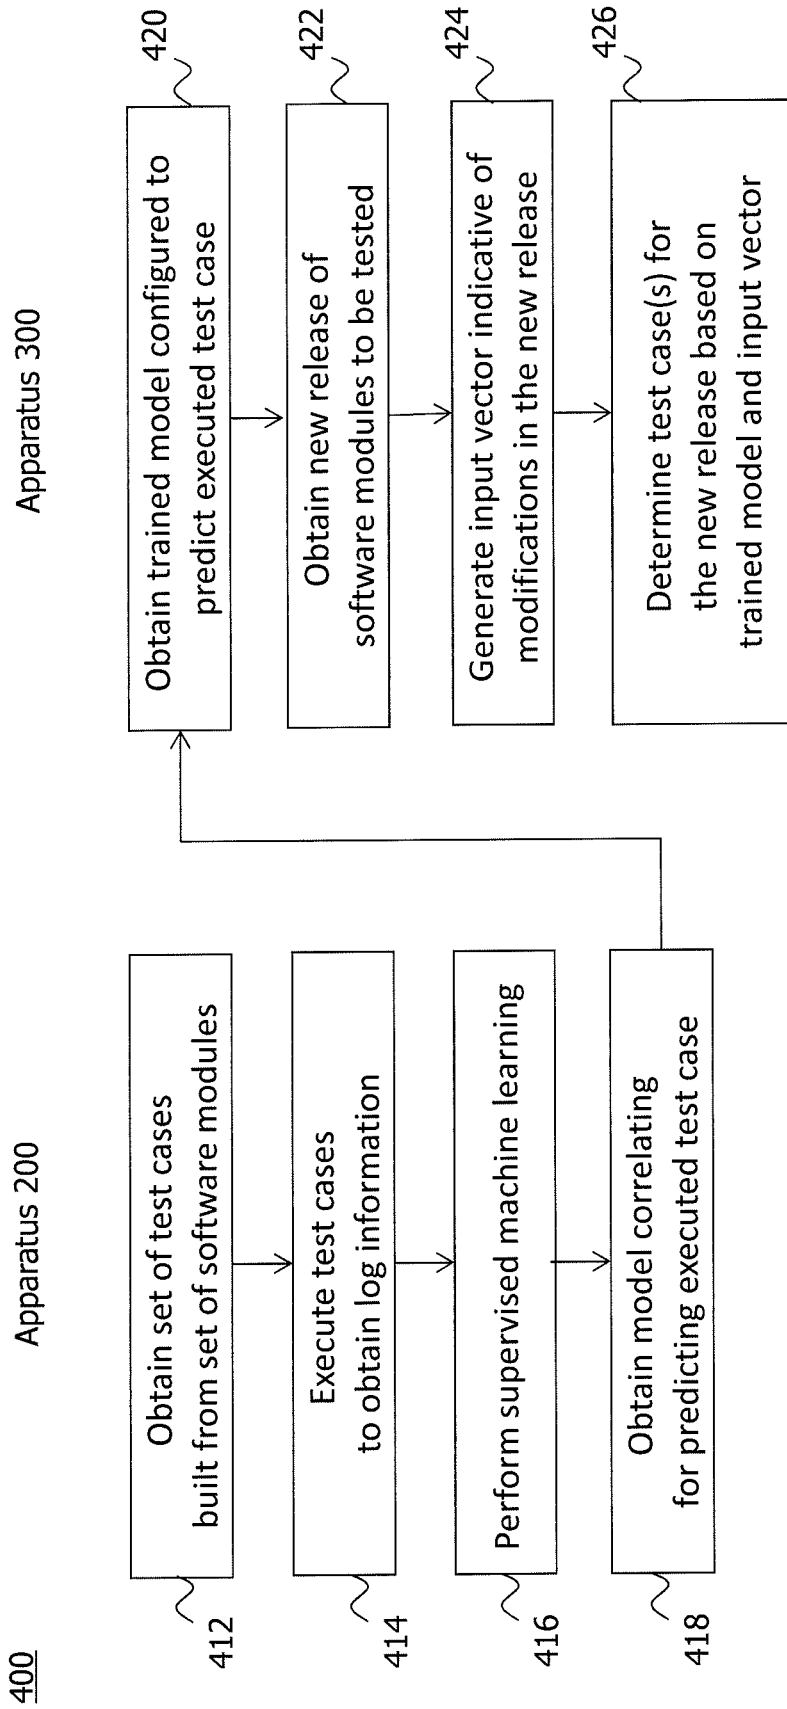 400
Apparatus 200
Apparatus 300
412
Obtain set of test cases
built from set of software modules
414
Execute test cases
to obtain log information
416
Perform supervised machine learning
418
Obtain model correlating
for predicting executed test case
420
Obtain trained model configured to
predict executed test case
422
Obtain new release of
software modules to be tested
424
Generate input vector indicative of
modifications in the new release
426
Determine test case(s) for
the new release based on
trained model and input vector